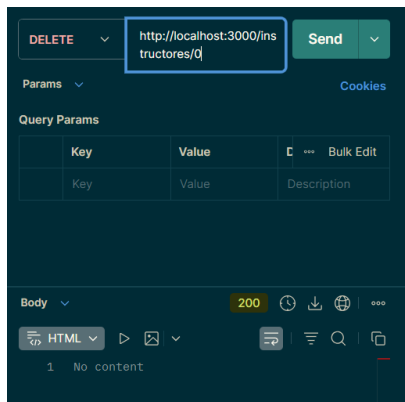 DELETE
http://localhost:3000/ins
tructores/0
Send
Params
Cookies
Query Params
Key Value D Bulk Edit
Key Value Description
Body 200
HTML
1 No content